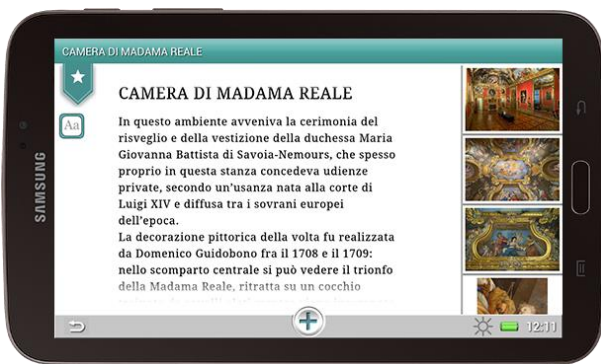 CAMERA DI MADAMA REALE
Aa
CAMERA DI MADAMA REALE
In questo ambiente avveniva la cerimonia del
risveglio e della vestizione della duchessa Maria
Giovanna Battista di Savoia-Nemours, che spesso
proprio in questa stanza concedeva udienze
private, secondo un'usanza nata alla corte di
Luigi XIV e diffusa tra i sovrani europei
dell'epoca.
La decorazione pittorica della volta fu realizzata
da Domenico Guidobono fra il 1708 e il 1709:
nello scomparto centrale si può vedere il trionfo
della Madama Reale, ritratta su un cocchio
SAMSUNG
12:11